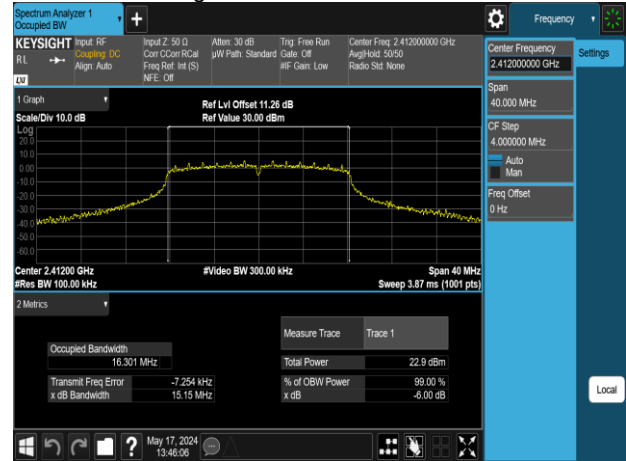 Spectrum Analyzer 1
Occupied BW
Frequency
KEYSIGHT
RL
LXI
Input: RF
Coupling: DC
Align: Auto
Input Z: 50 Ω
Corr CCorr RCal
Freq Ref: Int (S)
NFE: Off
Atten: 30 dB
µW Path: Standard
Trig: Free Run
Gate: Off
#IF Gain: Low
Center Freq: 2.412000000 GHz
Avg|Hold: 50/50
Radio Std: None
Center Frequency
2.412000000 GHz
Settings
Span
40.000 MHz
CF Step
4.000000 MHz
Auto
Man
Freq Offset
0 Hz
Local
1 Graph
Scale/Div 10.0 dB
Ref Lvl Offset 11.26 dB
Ref Value 30.00 dBm
Log
20.0
10.0
0.00
-10.0
-20.0
-30.0
-40.0
-50.0
-60.0
Center 2.41200 GHz
#Res BW 100.00 kHz
#Video BW 300.00 kHz
Span 40 MHz
Sweep 3.87 ms (1001 pts)
2 Metrics
Measure Trace
Trace 1
Occupied Bandwidth
16.301 MHz
Total Power
22.9 dBm
Transmit Freq Error
-7.254 kHz
% of OBW Power
99.00 %
x dB Bandwidth
15.15 MHz
x dB
-6.00 dB
?
May 17, 2024
13:46:06